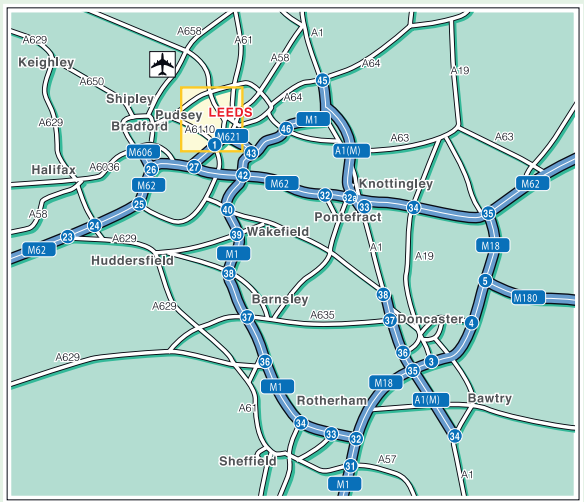 A629
A658
A61
A1
A58
A64
A19
Keighley
A650
45
Shipley
A64
LEEDS
Pudsey
Bradford
A6110
M621
46
M1
A629
1
A63
A63
M606
43
A1(M)
A6036
26
27
Halifax
M62
42
M62
Knottingley
M62
32
32a
33
34
35
A58
25
40
Pontefract
24
23
A629
39
Wakefield
A1
M18
M62
Huddersfield
M1
A19
38
5
38
M180
Barnsley
A629
37
A635
37
Doncaster
4
A629
36
36
3
35
M1
M18
Rotherham
A1(M)
Bawtry
A61
34
33
32
34
Sheffield
31
A57
A1
M1